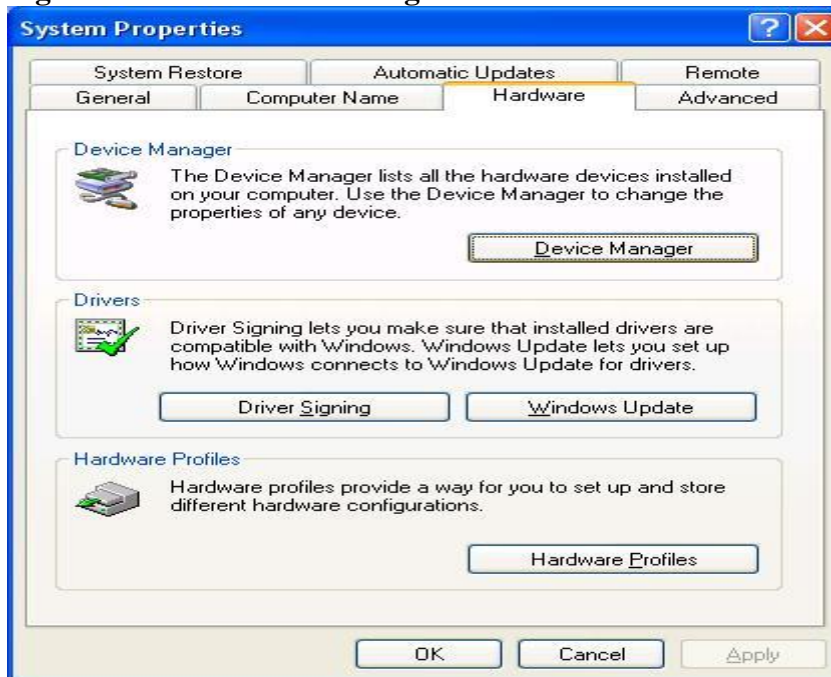 System Properties
System Restore Automatic Updates Remote
General Computer Name Hardware Advanced
Device Manager
The Device Manager lists all the hardware devices installed
on your computer. Use the Device Manager to change the
properties of any device.
Device Manager
Drivers
Driver Signing lets you make sure that installed drivers are
compatible with Windows. Windows Update lets you set up
how Windows connects to Windows Update for drivers.
Driver Signing Windows Update
Hardware Profiles
Hardware profiles provide a way for you to set up and store
different hardware configurations.
Hardware Profiles
OK Cancel Apply